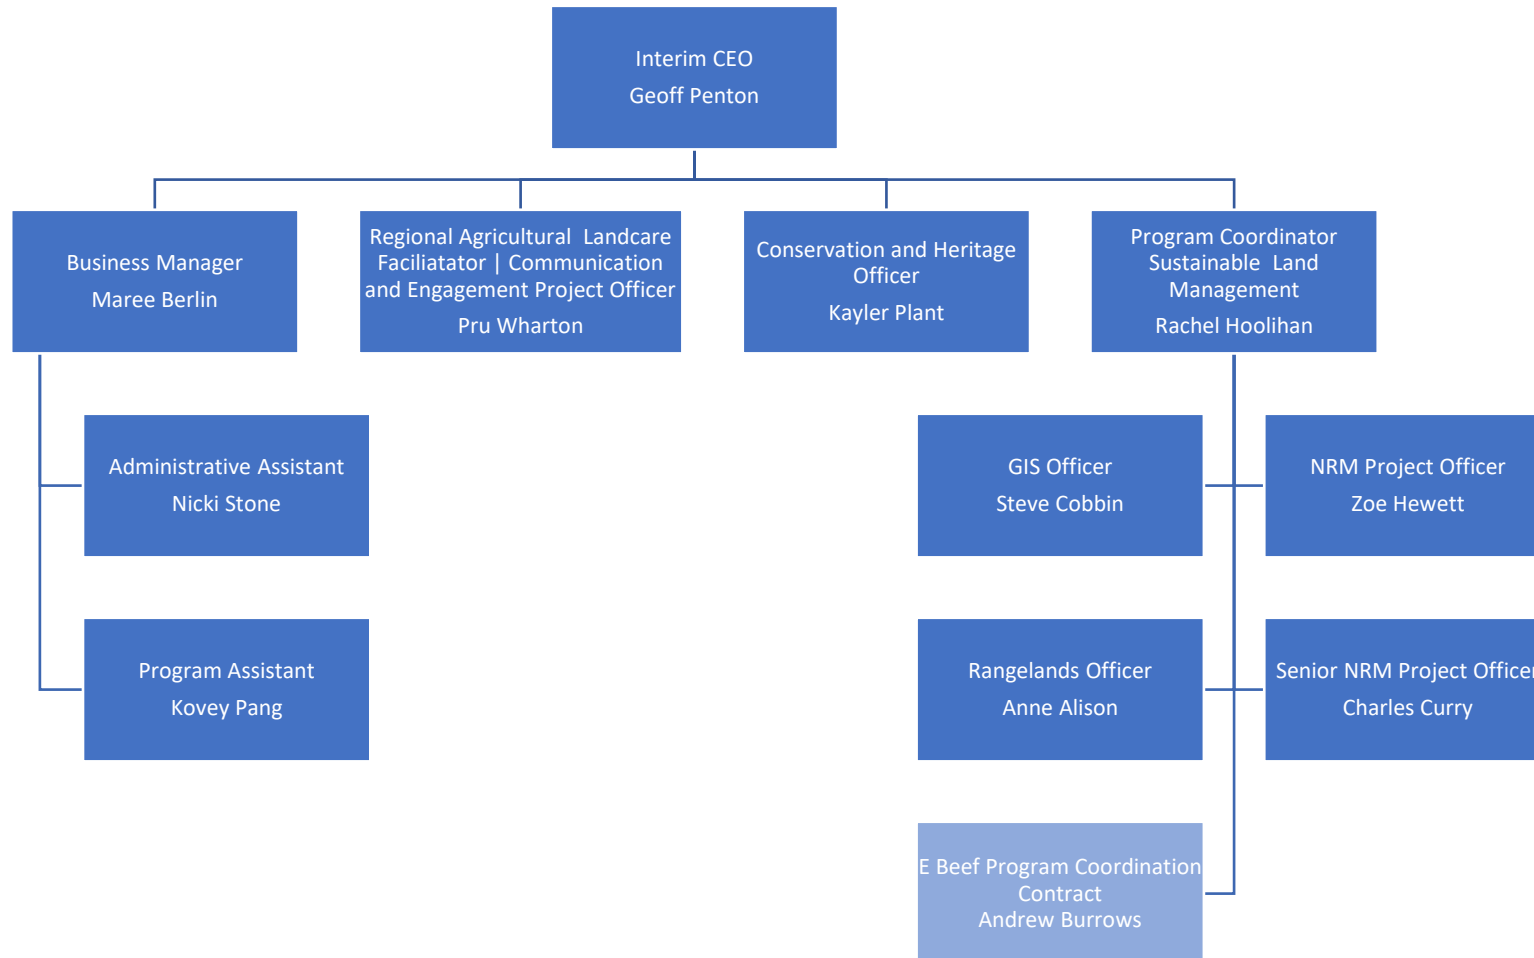 Interim CEO
Geoff Penton
Business Manager
Maree Berlin
Regional Agricultural Landcare
Faciliatator | Communication
and Engagement Project Officer
Pru Wharton
Conservation and Heritage
Officer
Kayler Plant
Program Coordinator
Sustainable Land
Management
Rachel Hoolihan
Administrative Assistant
Nicki Stone
GIS Officer
Steve Cobbin
NRM Project Officer
Zoe Hewett
Program Assistant
Kovey Pang
Rangelands Officer
Anne Alison
Senior NRM Project Officer
Charles Curry
E Beef Program Coordination
Contract
Andrew Burrows